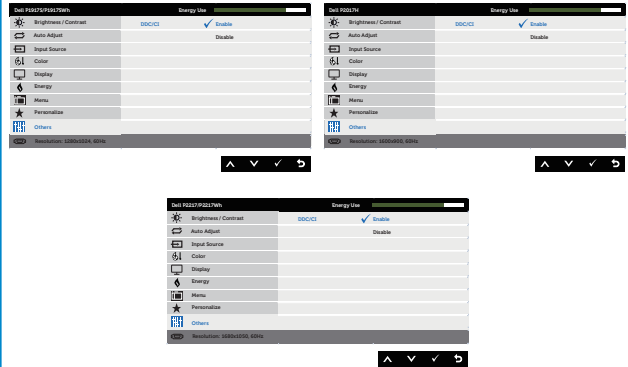 Dell P1917S/P1917SWh Energy Use
Brightness / Contrast DDC/CI Enable
Auto Adjust Disable
Input Source
Color
Display
Energy
Menu
Personalize
Others
Resolution: 1280x1024, 60Hz
Dell P2017H Energy Use
Brightness / Contrast DDC/CI Enable
Auto Adjust Disable
Input Source
Color
Display
Energy
Menu
Personalize
Others
Resolution: 1600x900, 60Hz
Dell P2217/P2217Wh Energy Use
Brightness / Contrast DDC/CI Enable
Auto Adjust Disable
Input Source
Color
Display
Energy
Menu
Personalize
Others
Resolution: 1680x1050, 60Hz